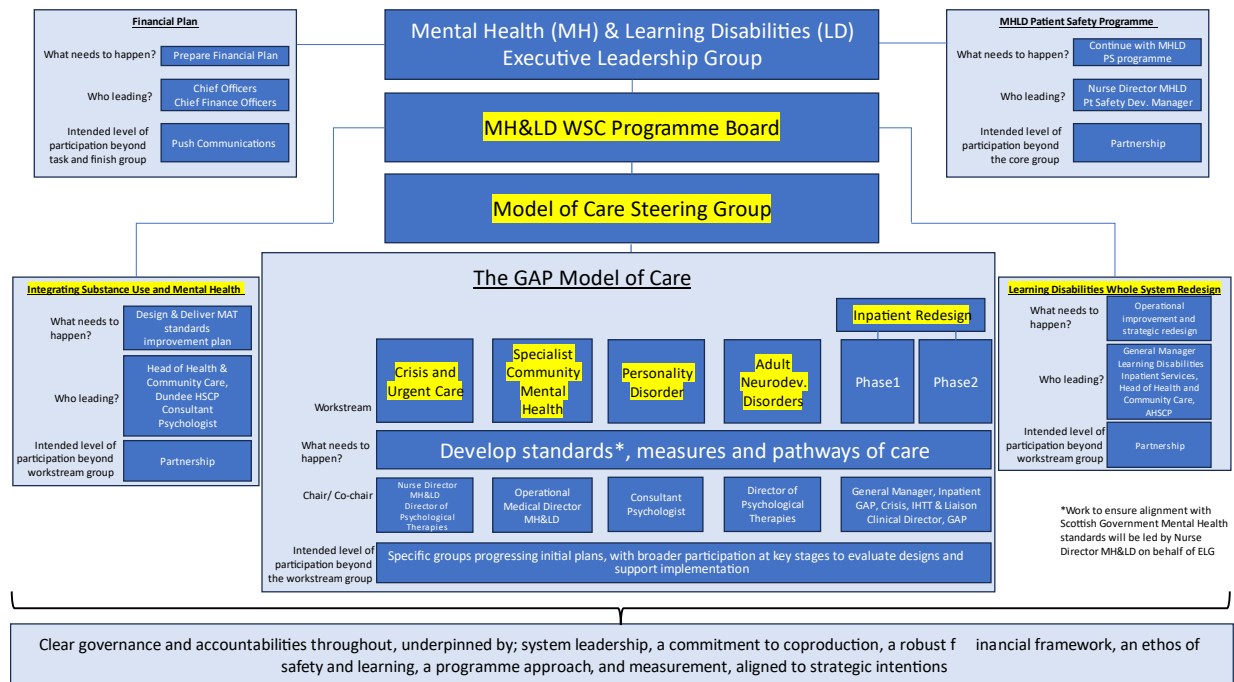 Financial Plan
What needs to happen?
Prepare Financial Plan
Who leading?
Chief Officers
Chief Finance Officers
Intended level of
participation beyond
task and finish group
Push Communications
Mental Health (MH) & Learning Disabilities (LD)
Executive Leadership Group
MHLD Patient Safety Programme
What needs to happen?
Continue with MHLD
PS programme
Who leading?
Nurse Director MHLD
Pt Safety Dev. Manager
Intended level of
participation beyond
the core group
Partnership
MH&LD WSC Programme Board
Model of Care Steering Group
Integrating Substance Use and Mental Health
What needs to
happen?
Design & Deliver MAT
standards
improvement plan
Who leading?
Head of Health &
Community Care,
Dundee HSCP
Consultant
Psychologist
Intended level of
participation beyond
workstream group
Partnership
The GAP Model of Care
Inpatient Redesign
Workstream
Crisis and
Urgent Care
Specialist
Community
Mental
Health
Personality
Disorder
Adult
Neurodev.
Disorders
Phase1
Phase2
What needs to
happen?
Develop standards*, measures and pathways of care
Chair/ Co-chair
Nurse Director
MH&LD
Director of
Psychological
Therapies
Operational
Medical Director
MH&LD
Consultant
Psychologist
Director of
Psychological
Therapies
General Manager, Inpatient
GAP, Crisis, IHTT & Liaison
Clinical Director, GAP
Intended level of
participation beyond
the workstream group
Specific groups progressing initial plans, with broader participation at key stages to evaluate designs and
support implementation
Learning Disabilities Whole System Redesign
What needs to
happen?
Operational
improvement and
strategic redesign
Who leading?
General Manager
Learning Disabilities
Inpatient Services,
Head of Health and
Community Care,
AHSCP
Intended level of
participation beyond
workstream group
Partnership
*Work to ensure alignment with
Scottish Government Mental Health
standards will be led by Nurse
Director MH&LD on behalf of ELG
Clear governance and accountabilities throughout, underpinned by; system leadership, a commitment to coproduction, a robust f inancial framework, an ethos of
safety and learning, a programme approach, and measurement, aligned to strategic intentions